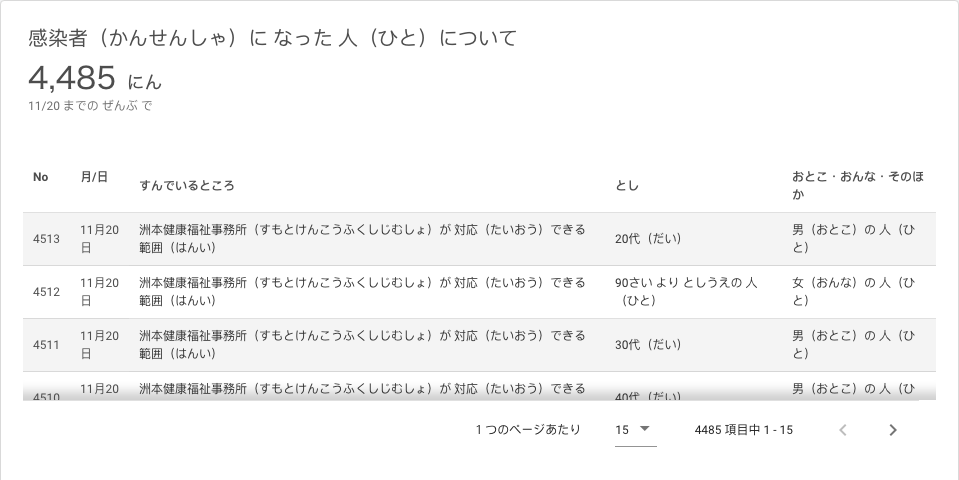 感染者（かんせんしゃ）に なった 人（ひと）について
4,485 にん
11/20 までの ぜんぶ で
No 月/日 すんでいるところ とし おとこ・おんな・そのほ
か
4513 11月20
日 洲本健康福祉事務所（すもとけんこうふくしじむしょ）が 対応（たいおう）できる
範囲（はんい） 20代（だい） 男（おとこ）の 人（ひ
と）
4512 11月20
日 洲本健康福祉事務所（すもとけんこうふくしじむしょ）が 対応（たいおう）できる
範囲（はんい） 90さい より としうえの 人
（ひと） 女（おんな）の 人（ひ
と）
4511 11月20
日 洲本健康福祉事務所（すもとけんこうふくしじむしょ）が 対応（たいおう）できる
範囲（はんい） 30代（だい） 男（おとこ）の 人（ひ
と）
4510 11月20 洲本健康福祉事務所（すもとけんこうふくしじむしょ）が 対応（たいおう）できる 40代（だい） 男（おとこ）の 人（ひ
1 つのページあたり 15 4485 項目中 1 - 15